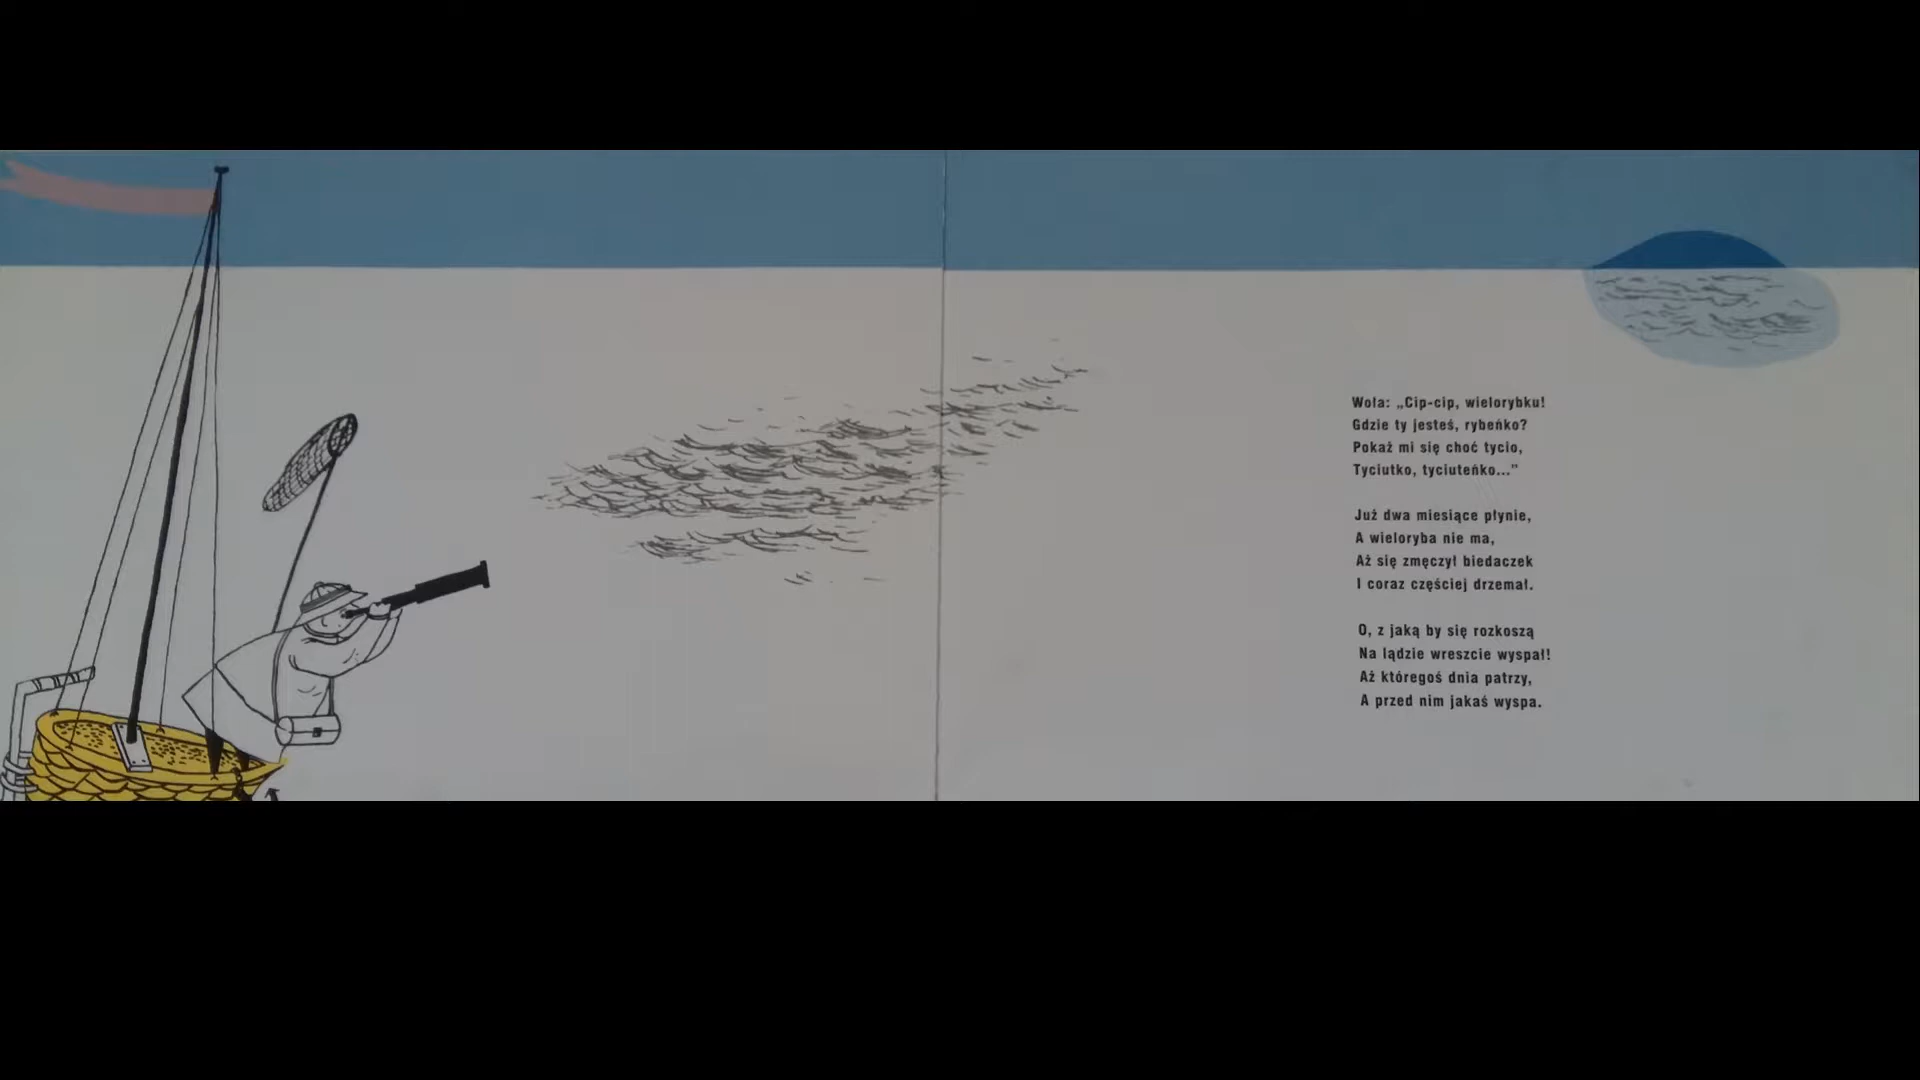 Woła: „Cip-cip, wielorybku!
Gdzie ty jesteś, rybeńko?
Pokaż mi się choć tycio,
Tyciutko, tyciuteńko...”
Już dwa miesiące płynie,
A wieloryba nie ma,
Aż się zmęczył biedaczek
I coraz częściej drzemał.
O, z jaką by się rozkoszą
Na lądzie wreszcie wyspał!
Aż któregoś dnia patrzy,
A przed nim jakaś wyspa.